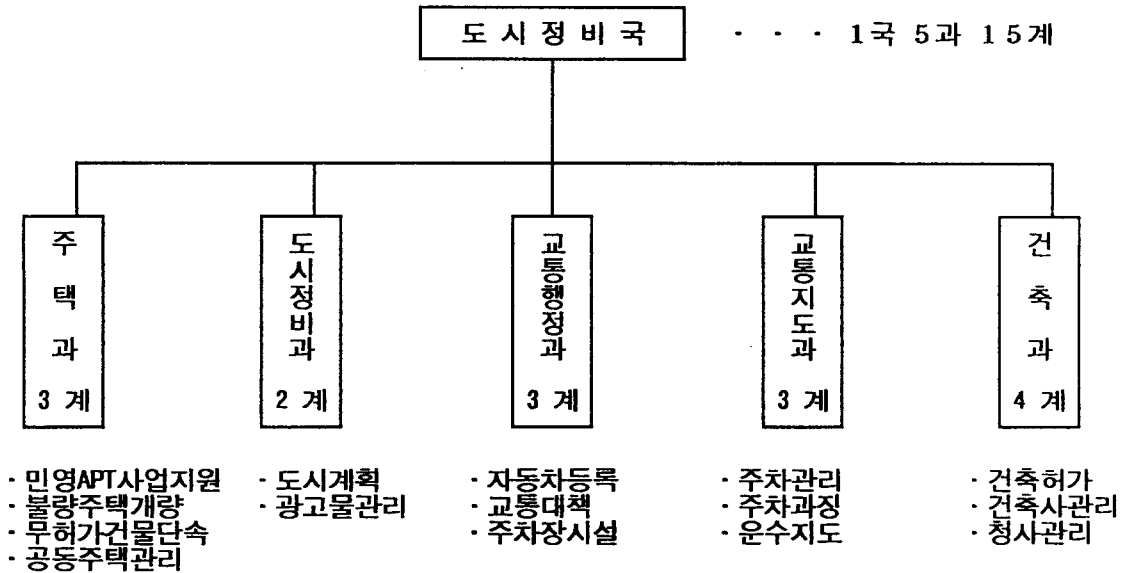 도 시 정 비 국 · · · 1국 5과 15계
주택과 3 계
도시정비과 2 계
교통행정과 3 계
교통지도과 3 계
건축과 4 계
· 민영APT사업지원
· 불량주택개량
· 무허가건물단속
· 공동주택관리
· 도시계획
· 광고물관리
· 자동차등록
· 교통대책
· 주차장시설
· 주차관리
· 주차과징
· 운수지도
· 건축허가
· 건축사관리
· 청사관리